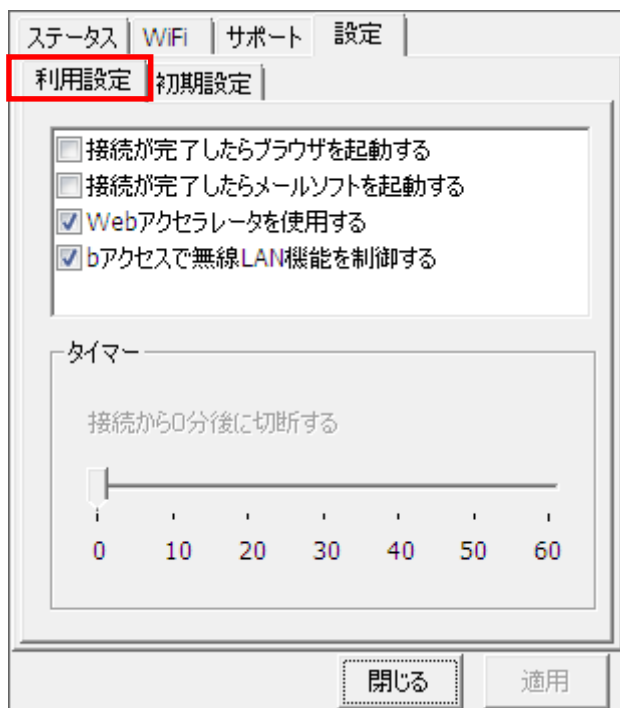 ステータス WiFi サポート 設定
利用設定 初期設定
接続が完了したらブラウザを起動する
接続が完了したらメールソフトを起動する
Webアクセラレータを使用する
bアクセスで無線LAN機能を制御する
タイマー
接続から0分後に切断する
0 10 20 30 40 50 60
閉じる 適用